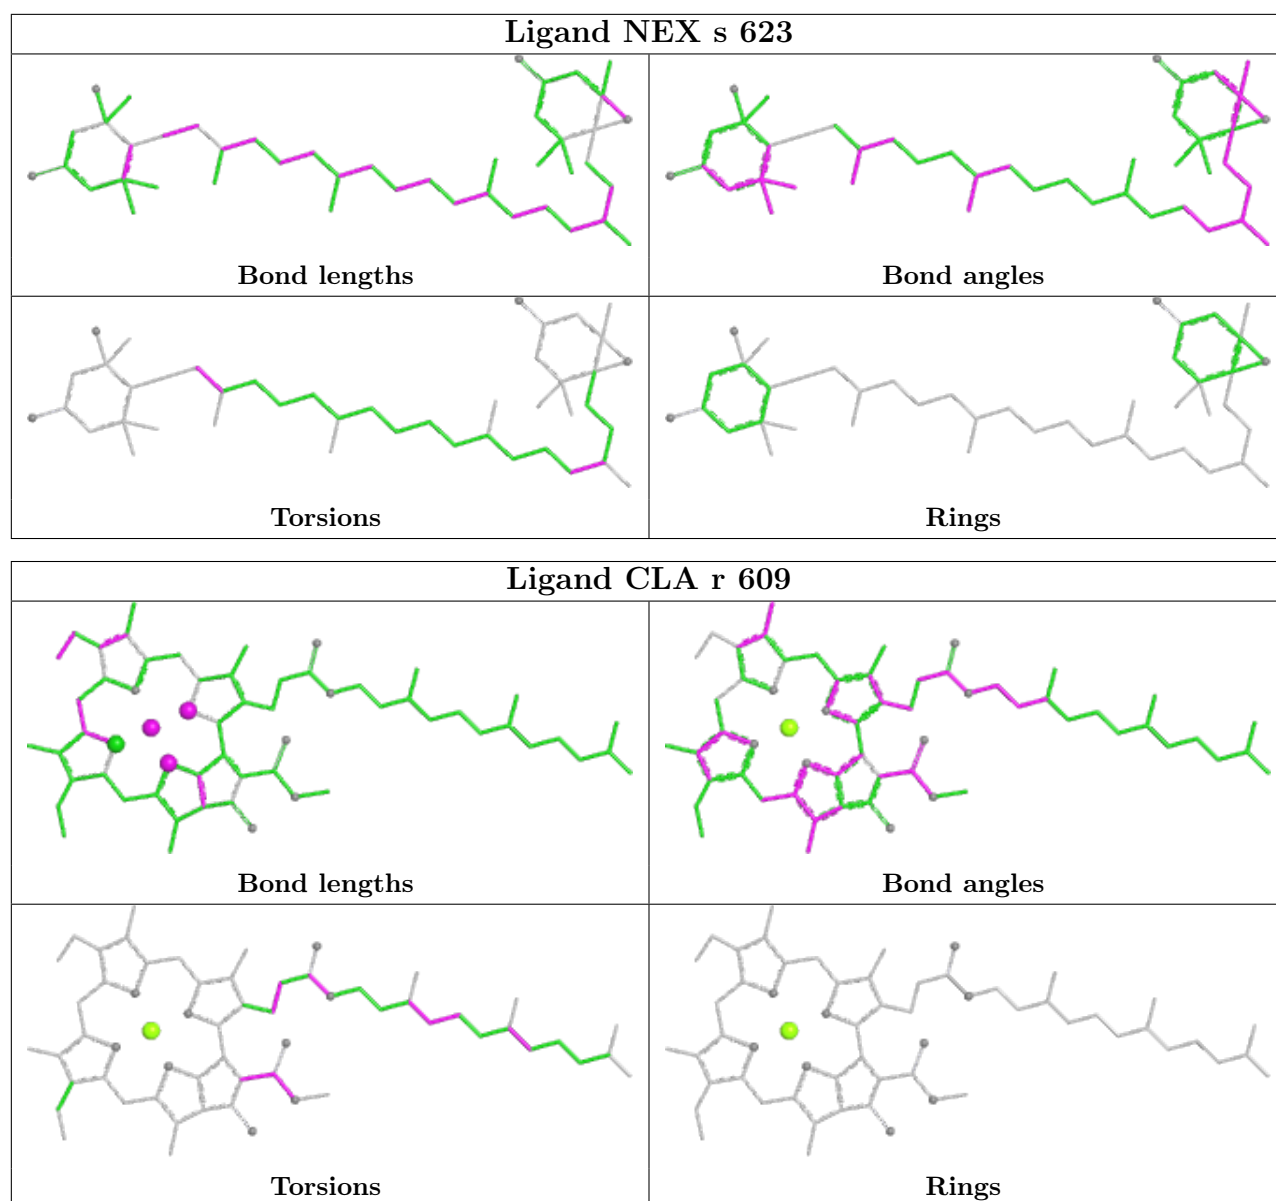 Ligand NEX s 623
Bond lengths
Bond angles
Torsions
Rings
Ligand CLA r 609
Bond lengths
Bond angles
Torsions
Rings